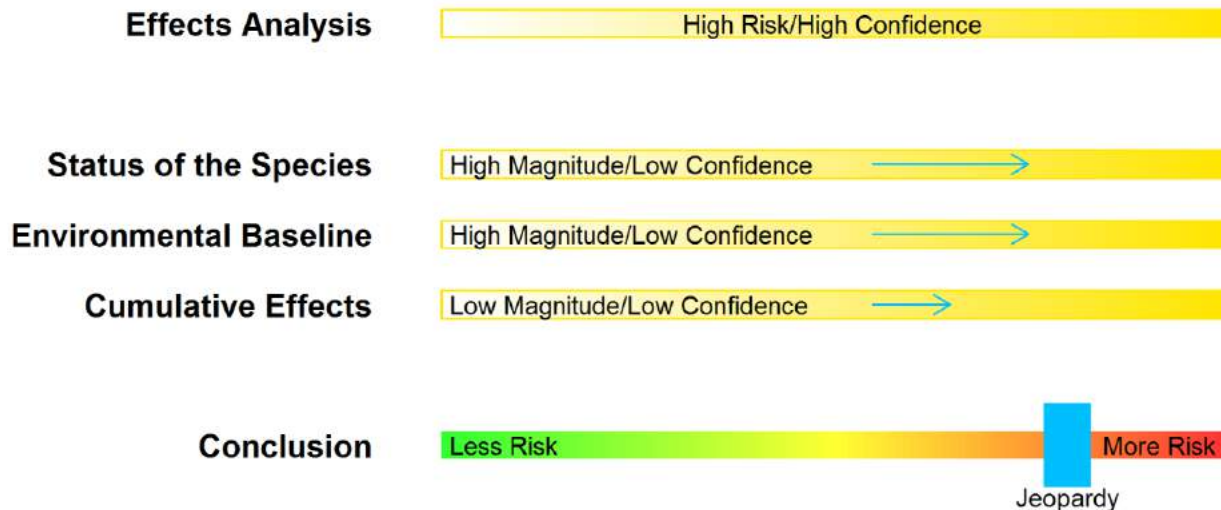 Effects Analysis High Risk/High Confidence
Status of the Species High Magnitude/Low Confidence
Environmental Baseline High Magnitude/Low Confidence
Cumulative Effects Low Magnitude/Low Confidence
Conclusion Less Risk More Risk
Jeopardy